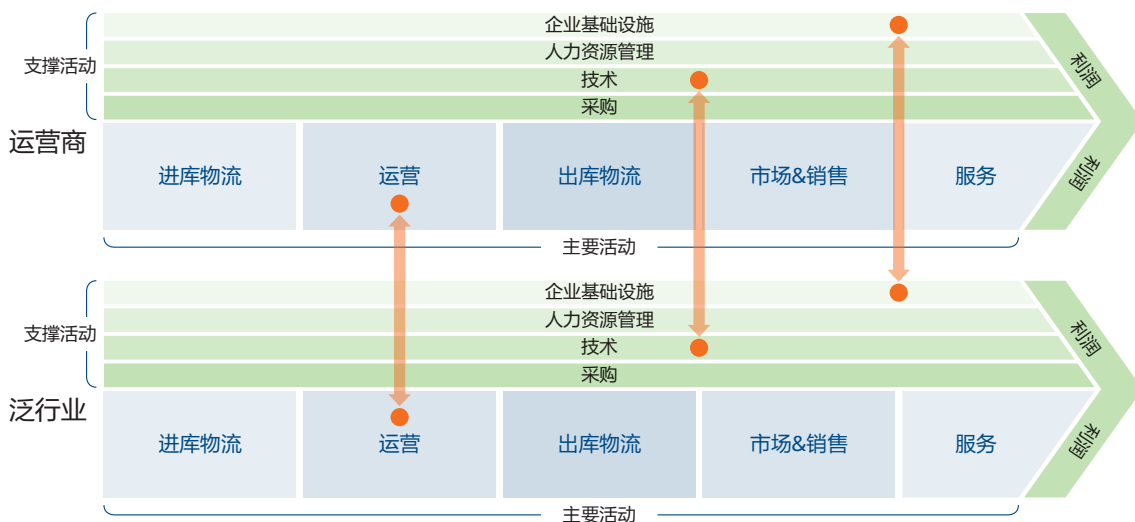 企业基础设施
人力资源管理
支撑活动
技术
采购
利润
运营商
进库物流 运营 出库物流 市场&销售 服务
利润
主要活动
企业基础设施
人力资源管理
支撑活动
技术
采购
利润
泛行业
进库物流 运营 出库物流 市场&销售 服务
利润
主要活动